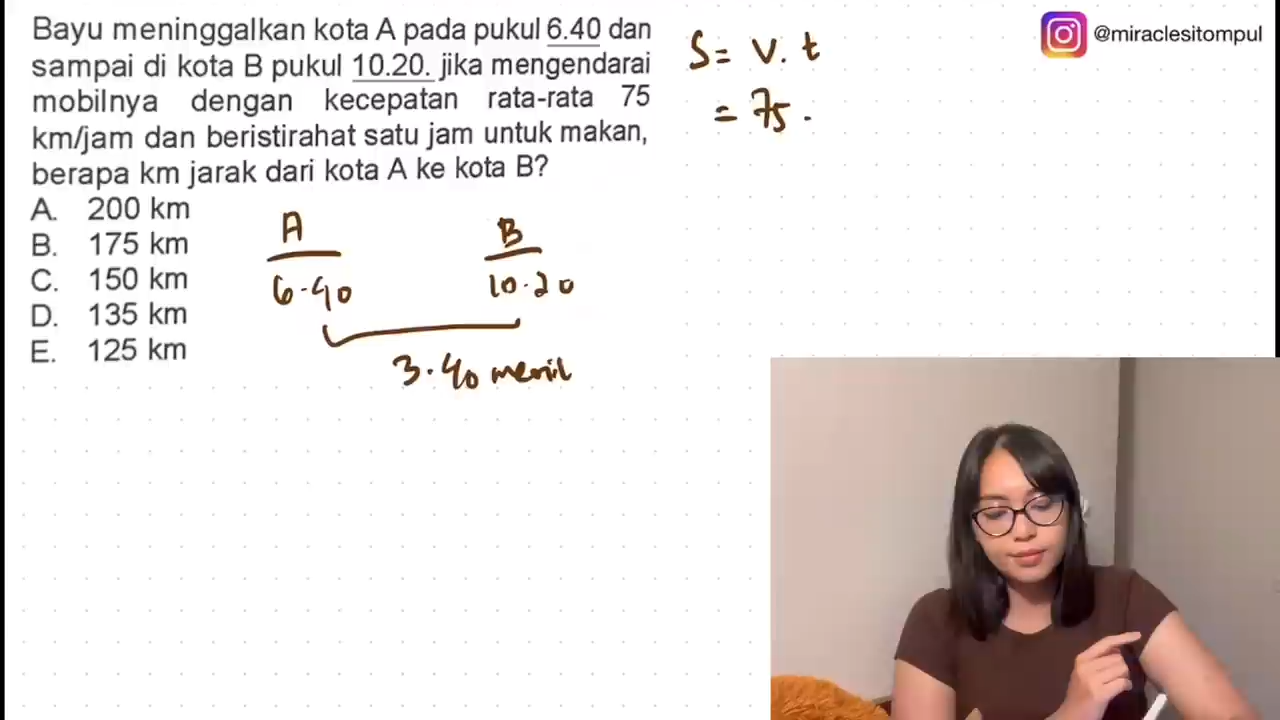 Bayu meninggalkan kota A pada pukul 6.40 dan
sampai di kota B pukul 10.20. jika mengendarai
mobilnya dengan kecepatan rata-rata 75
km/jam dan beristirahat satu jam untuk makan,
berapa km jarak dari kota A ke kota B?
A. 200 km
B. 175 km
C. 150 km
D. 135 km
E. 125 km
A
6.40
B
10.20
3.40 menit
S = V. t
= 75 .
@miraclesitompul